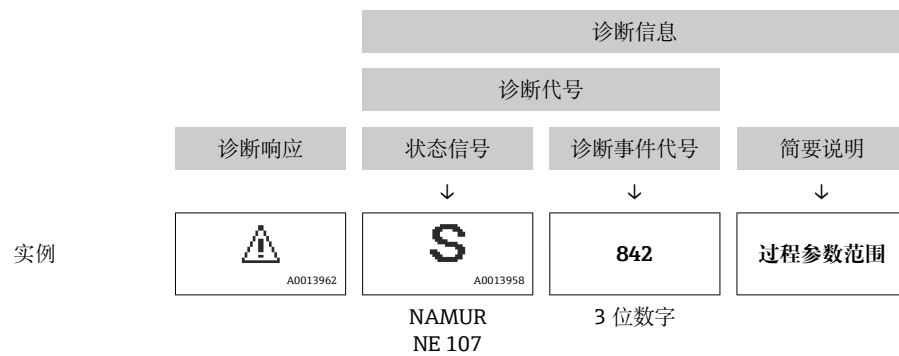 诊断信息
诊断代号
诊断响应 状态信号 诊断事件代号 简要说明
↓ ↓ ↓
实例 S 842 过程参数范围
A0013962 A0013958
NAMUR 3 位数字
NE 107